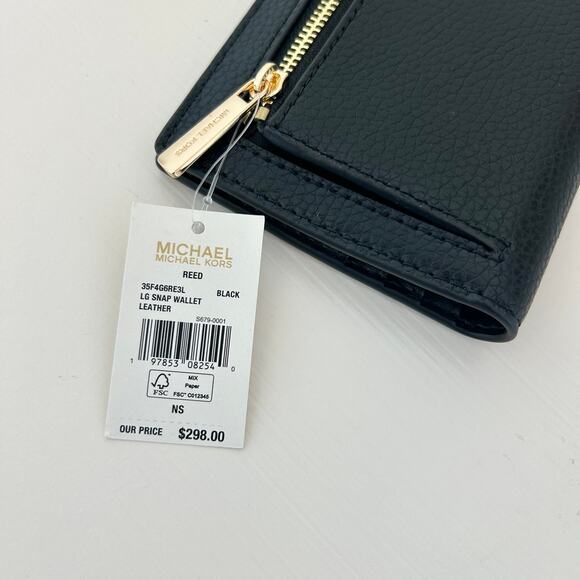 MICHAEL KORS
MICHAEL
MICHAEL KORS
REED
35F4G6RE3L BLACK
LG SNAP WALLET
LEATHER
S679-0001
1 97853 08254 0
FSC
MIX
Paper
FSC® C012345
NS
OUR PRICE $298.00